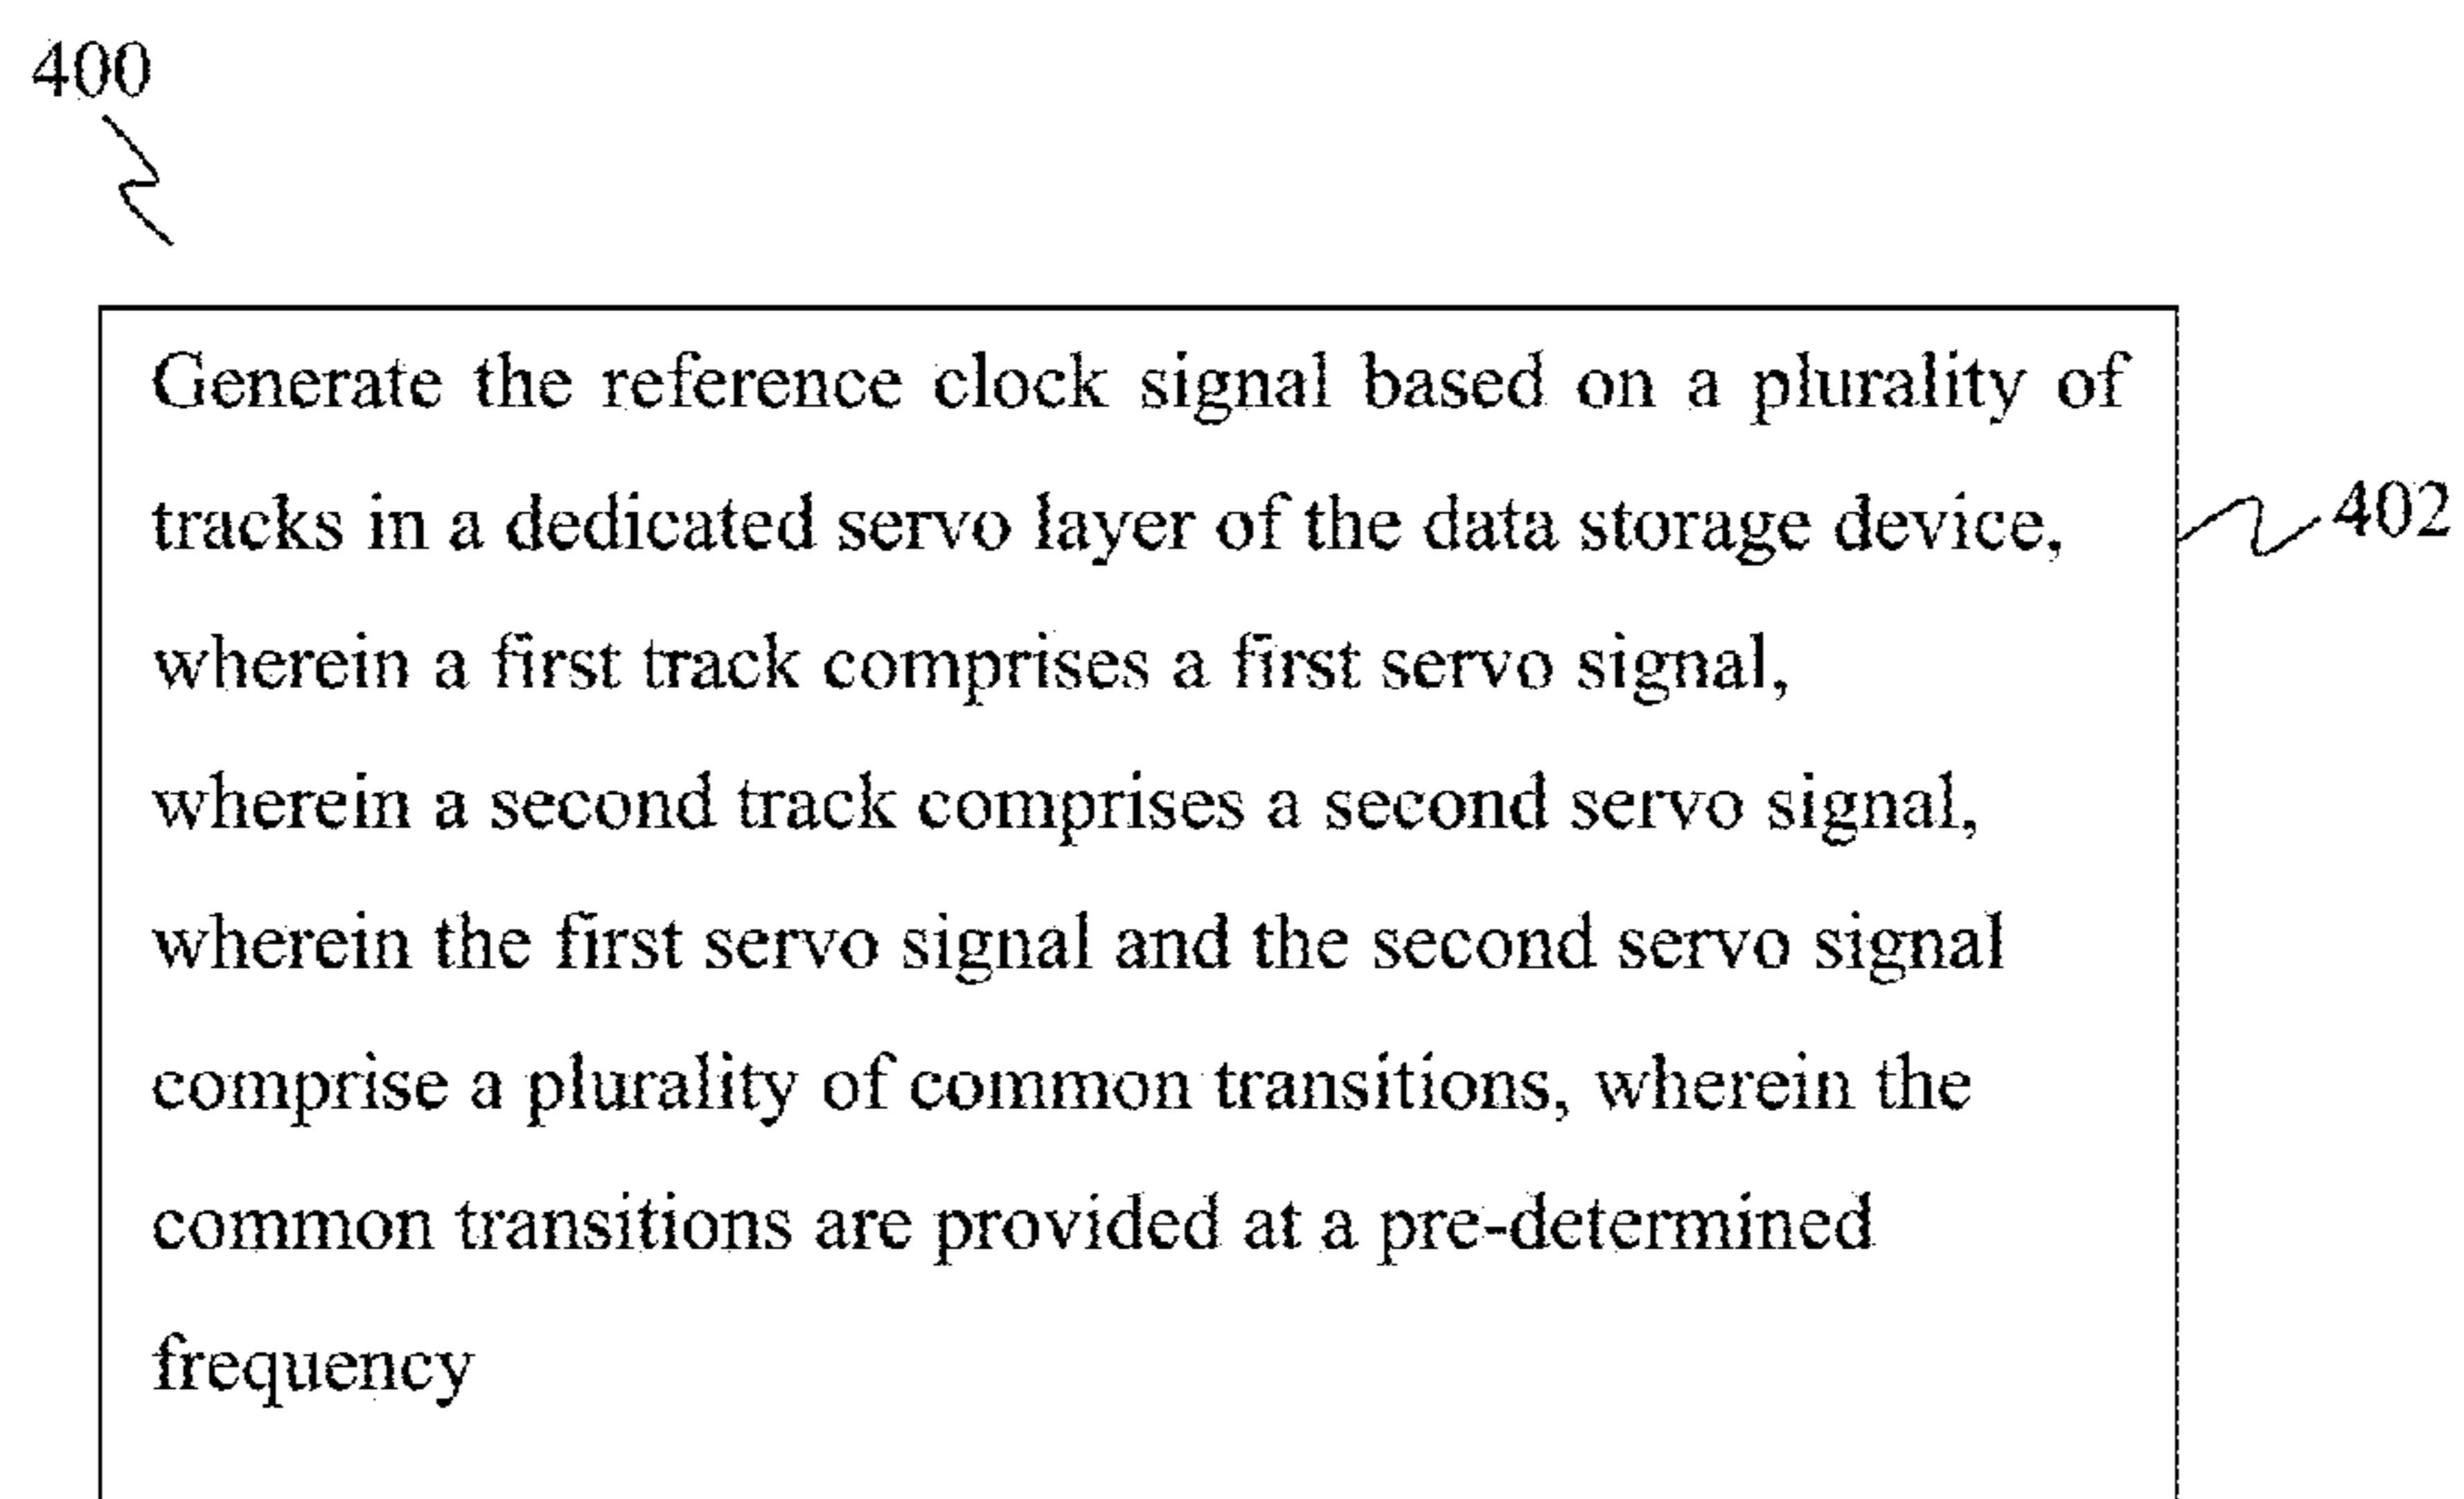 400
Generate the reference clock signal based on a plurality of
tracks in a dedicated servo layer of the data storage device,
402
wherein a first track comprises a first servo signal,
wherein a second track comprises a second servo signal,
wherein the first servo signal and the second servo signal
comprise a plurality of common transitions, wherein the
common transitions are provided at a pre-determined
frequency